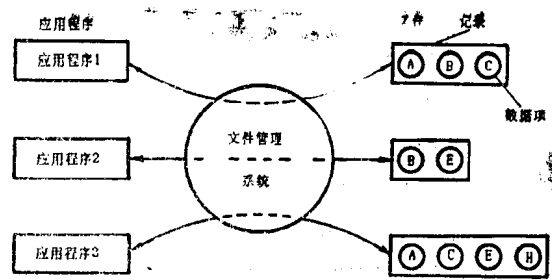 应用程序
文件 记录
应用程序1
A B C
数据项
文件管理
系统
应用程序2
B E
应用程序3
A C E H